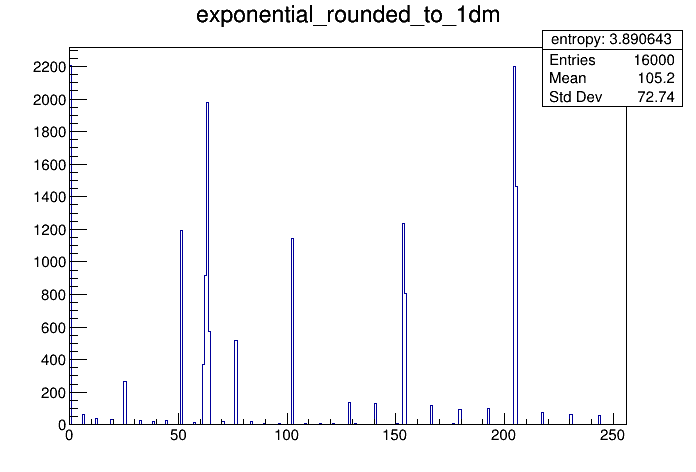 exponential_rounded_to_1dm
entropy: 3.890643
Entries 16000
Mean 105.2
Std Dev 72.74
2200
2000
1800
1600
1400
1200
1000
800
600
400
200
0
0 50 100 150 200 250